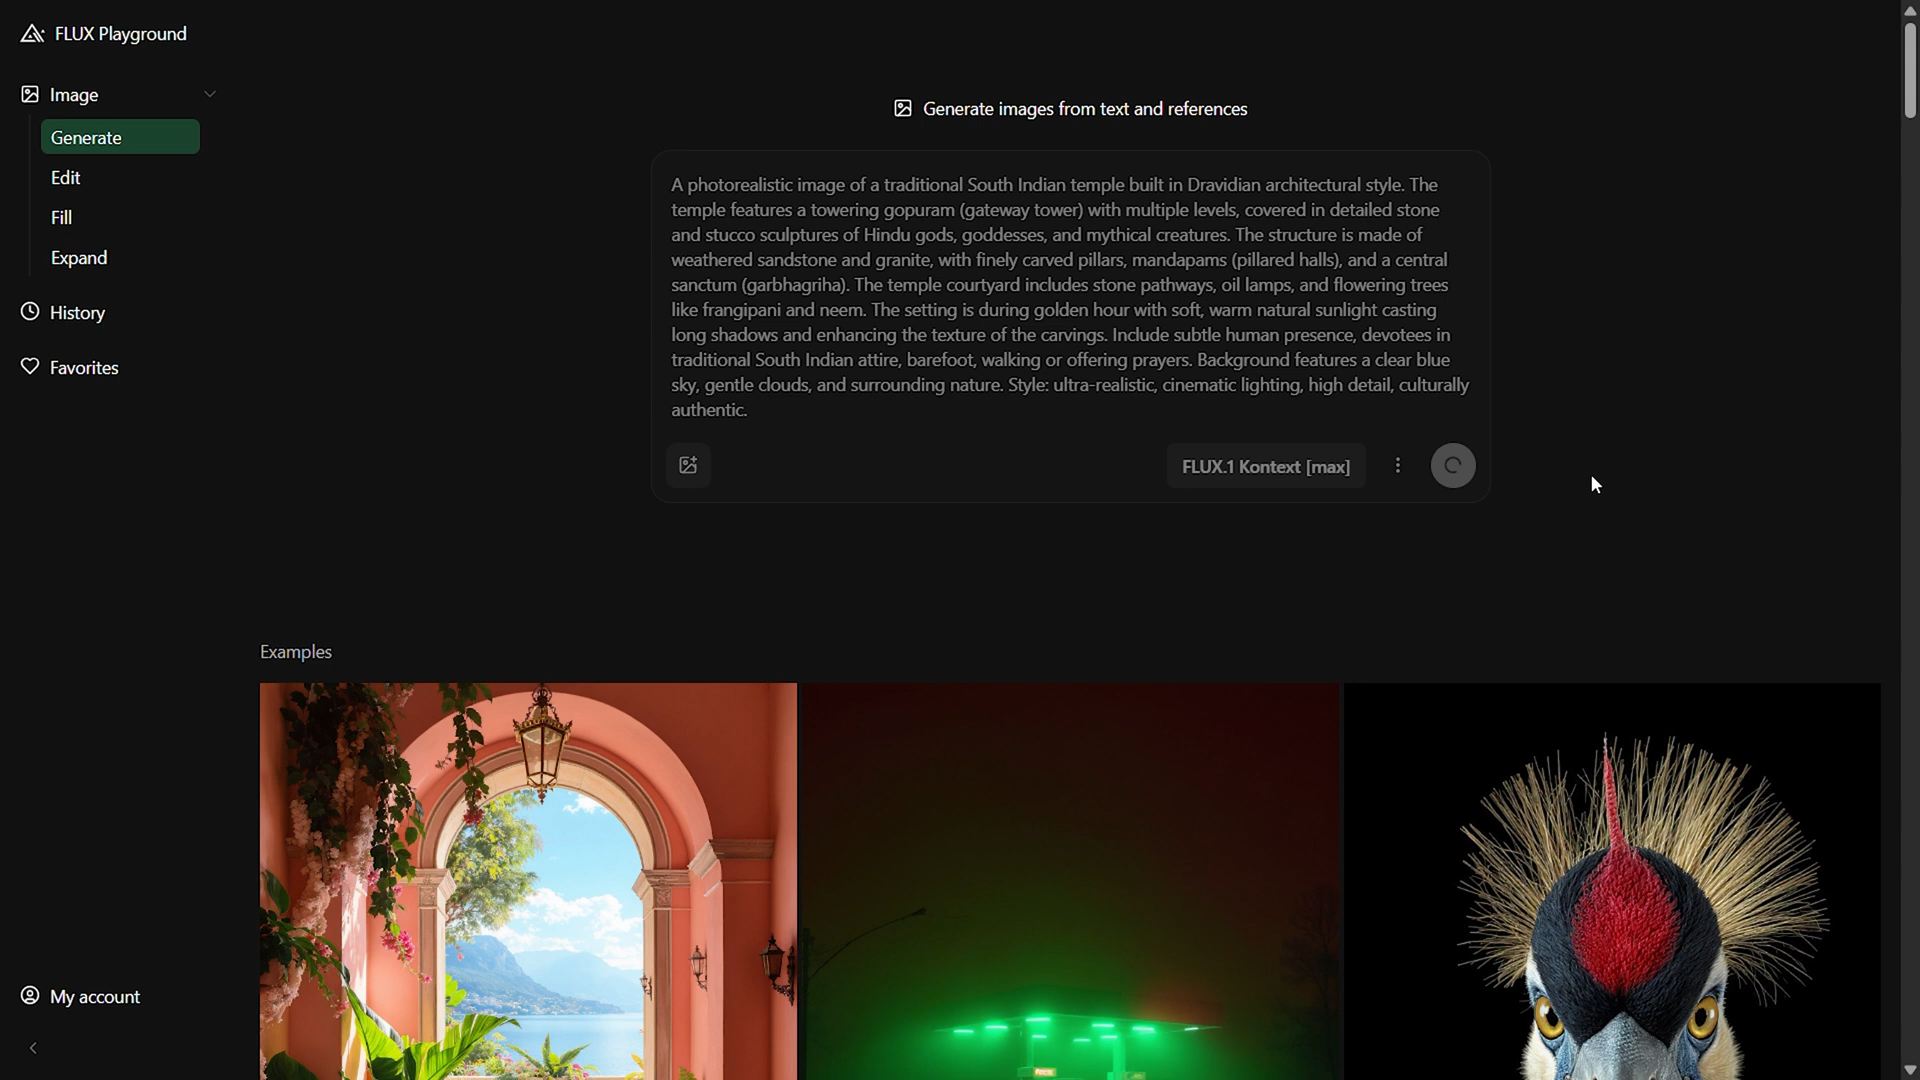 FLUX Playground
Image
Generate
Edit
Fill
Expand
History
Favorites
My account
Generate images from text and references
A photorealistic image of a traditional South Indian temple built in Dravidian architectural style. The
temple features a towering gopuram (gateway tower) with multiple levels, covered in detailed stone
and stucco sculptures of Hindu gods, goddesses, and mythical creatures. The structure is made of
weathered sandstone and granite, with finely carved pillars, mandapams (pillared halls), and a central
sanctum (garbhagriha). The temple courtyard includes stone pathways, oil lamps, and flowering trees
like frangipani and neem. The setting is during golden hour with soft, warm natural sunlight casting
long shadows and enhancing the texture of the carvings. Include subtle human presence, devotees in
traditional South Indian attire, barefoot, walking or offering prayers. Background features a clear blue
sky, gentle clouds, and surrounding nature. Style: ultra-realistic, cinematic lighting, high detail, culturally
authentic.
FLUX.1 Kontext [max]
Examples